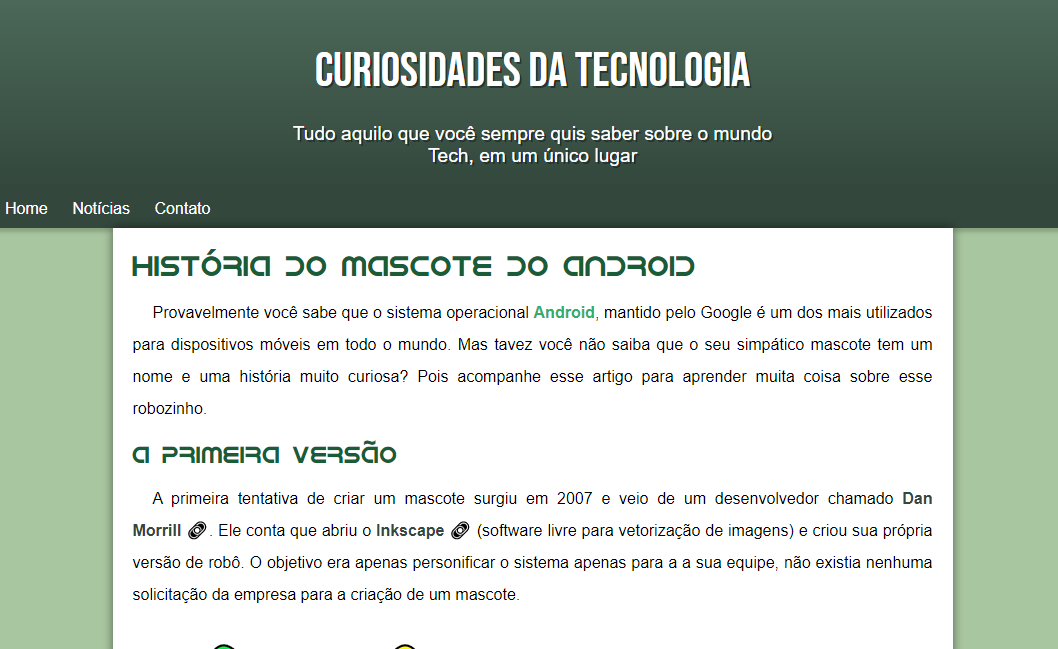 CURIOSIDADES DA TECNOLOGIA
Tudo aquilo que você sempre quis saber sobre o mundo
Tech, em um único lugar
Home Notícias Contato
HISTÓRIA DO MASCOTE DO ANDROID
Provavelmente você sabe que o sistema operacional Android, mantido pelo Google é um dos mais utilizados
para dispositivos móveis em todo o mundo. Mas tavez você não saiba que o seu simpático mascote tem um
nome e uma história muito curiosa? Pois acompanhe esse artigo para aprender muita coisa sobre esse
robozinho.
A PRIMEIRA VERSÃO
A primeira tentativa de criar um mascote surgiu em 2007 e veio de um desenvolvedor chamado Dan
Morrill . Ele conta que abriu o Inkscape (software livre para vetorização de imagens) e criou sua própria
versão de robô. O objetivo era apenas personificar o sistema apenas para a a sua equipe, não existia nenhuma
solicitação da empresa para a criação de um mascote.